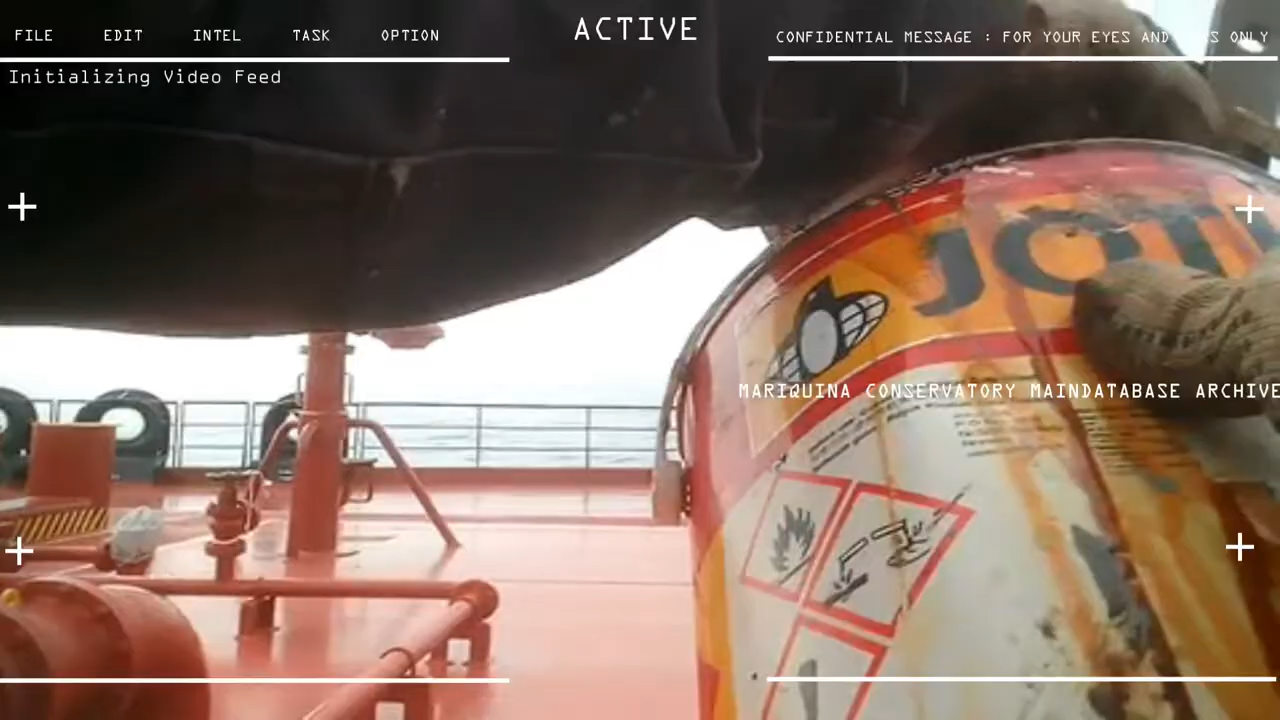 FILE EDIT INTEL TASK OPTION
ACTIVE
CONFIDENTIAL MESSAGE : FOR YOUR EYES AND ONLY
Initializing Video Feed
MARIQUINA CONSERVATORY MAINDATABASE ARCHIVE